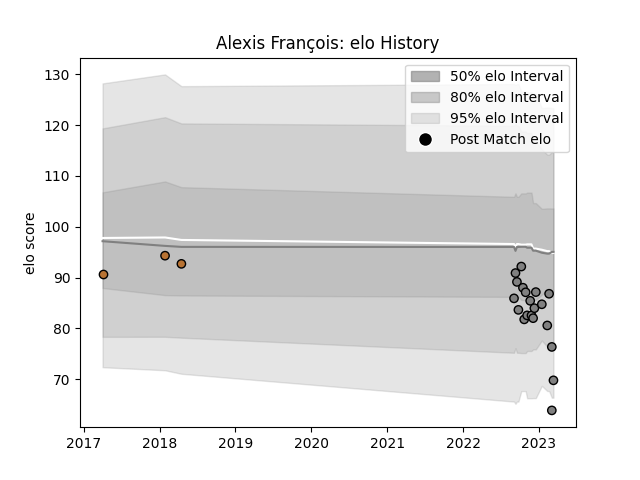 Alexis François: elo History
50% elo Interval
80% elo Interval
95% elo Interval
Post Match elo
elo score
130
120
110
100
90
80
70
2017 2018 2019 2020 2021 2022 2023